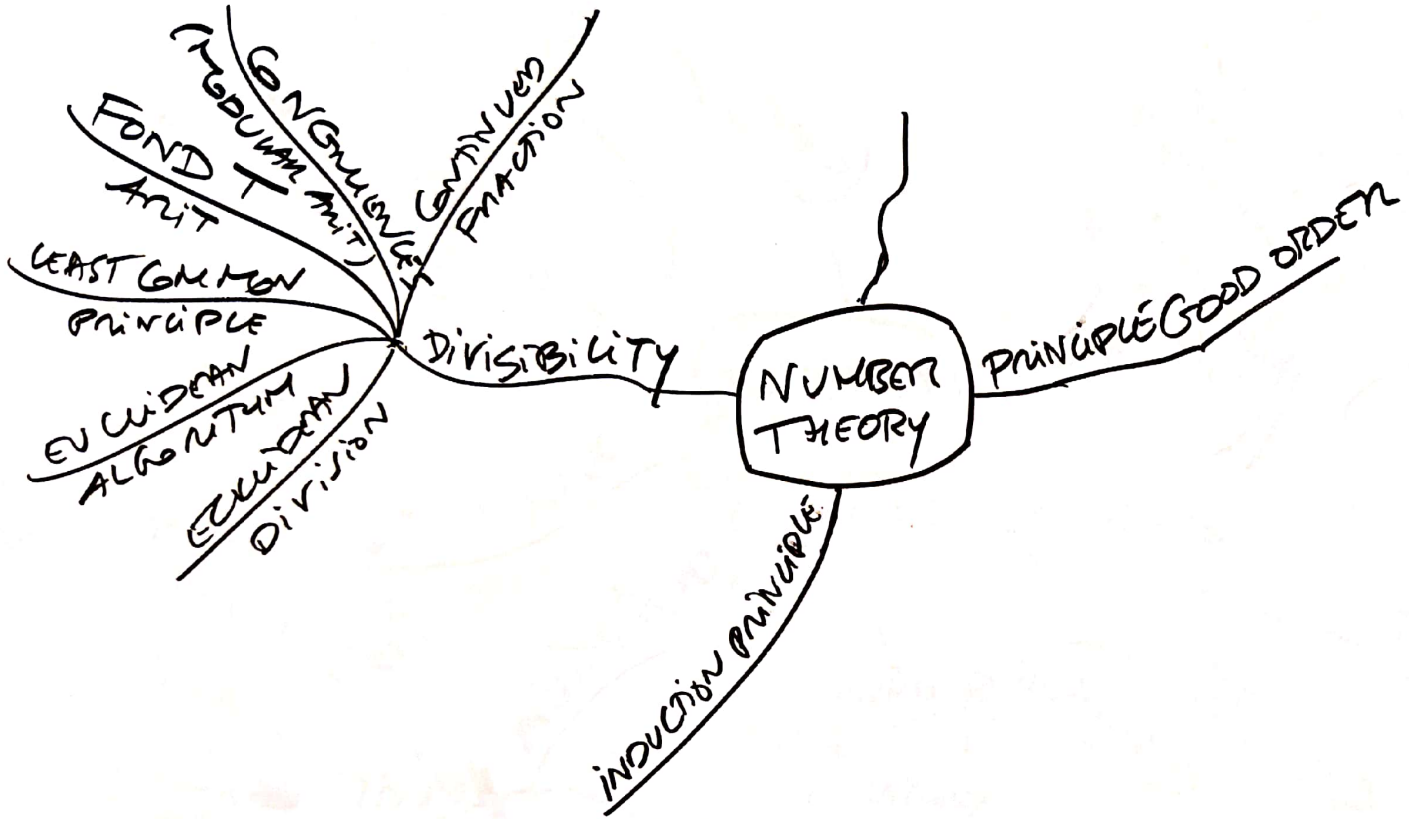 CONGRUENCES
(MODULAR ARIT)
CONTINUED
FRACTION
FOND T
ARIT
LEAST COMMON
PRINCIPLE
EUCLIDEAN
ALGORITHM
ECLUIDEAN
DIVISION
DIVISIBILITY
NUMBER
THEORY
PRINCIPLE GOOD ORDER
INDUCTION PRINCIPLE